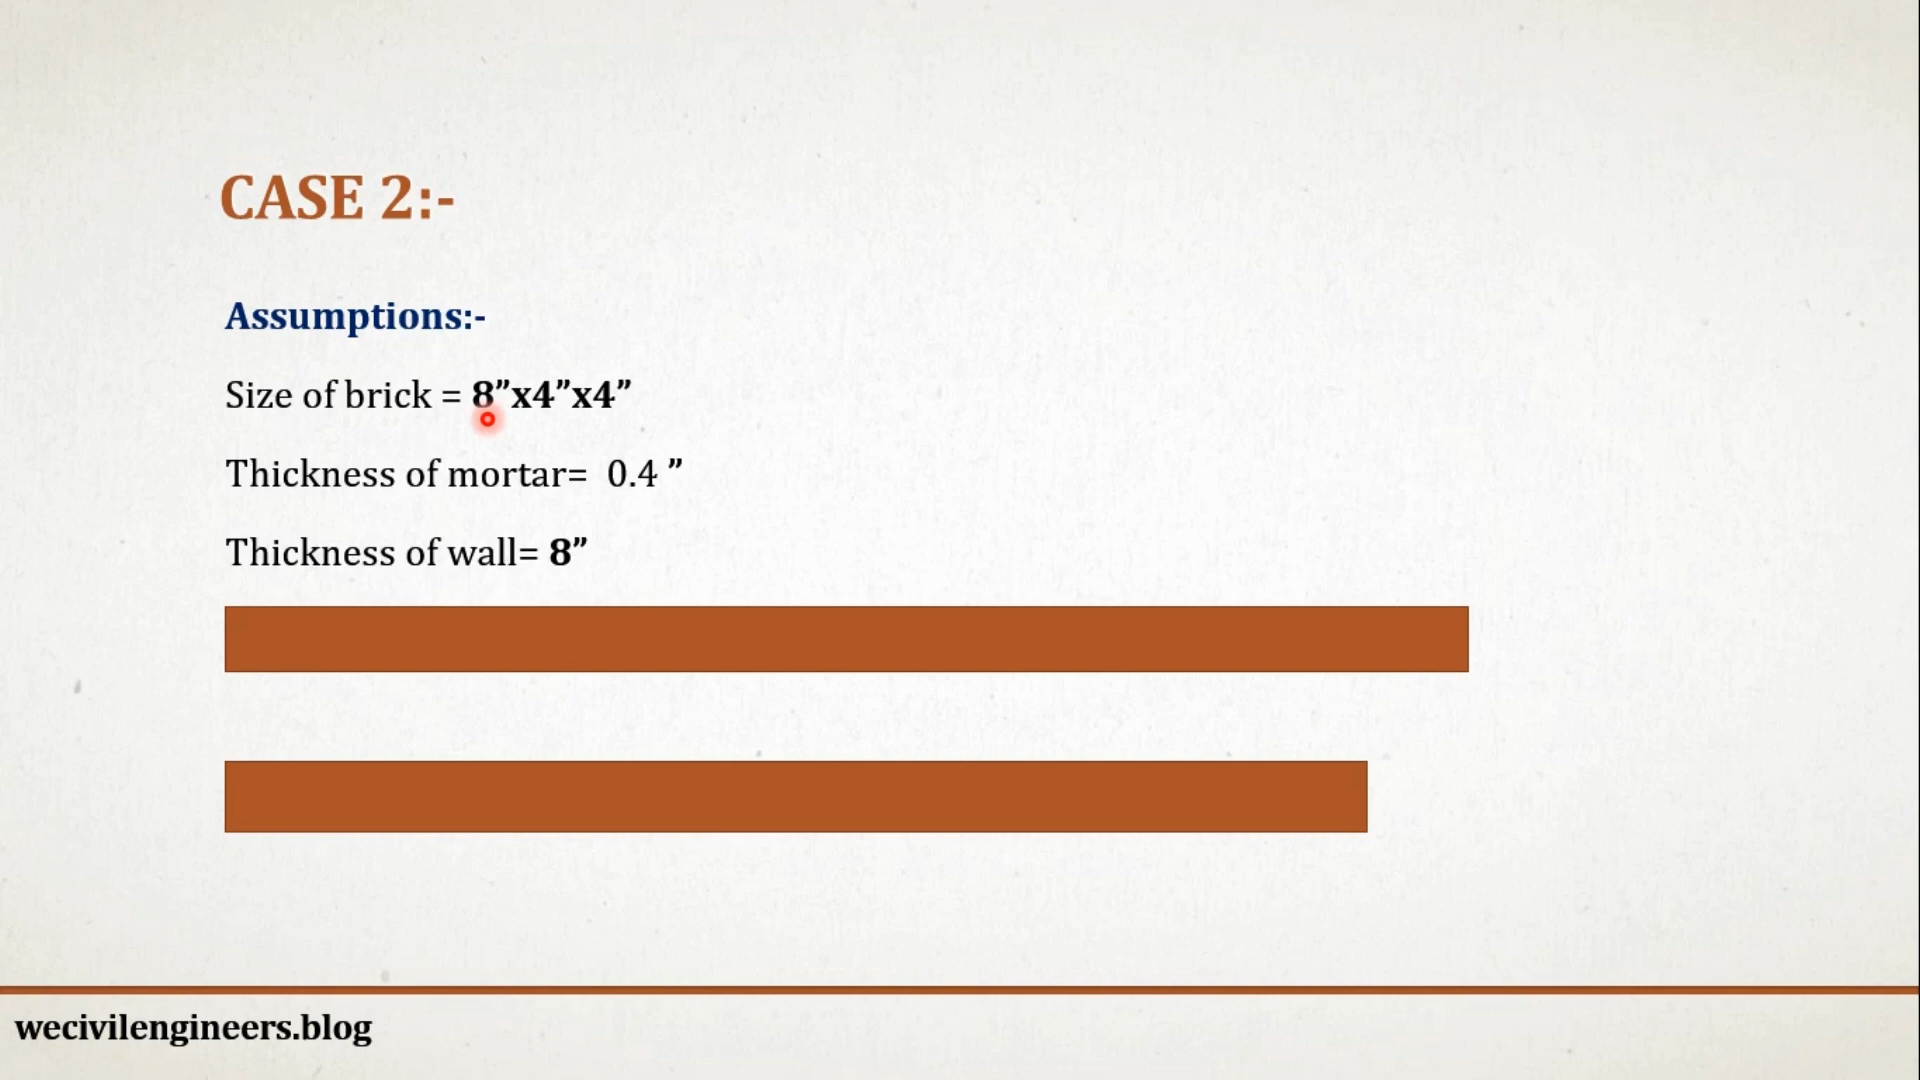 CASE 2:-
Assumptions:-
Size of brick = 8”x4”x4”
Thickness of mortar=  0.4 ”
Thickness of wall= 8”
wecivilengineers.blog